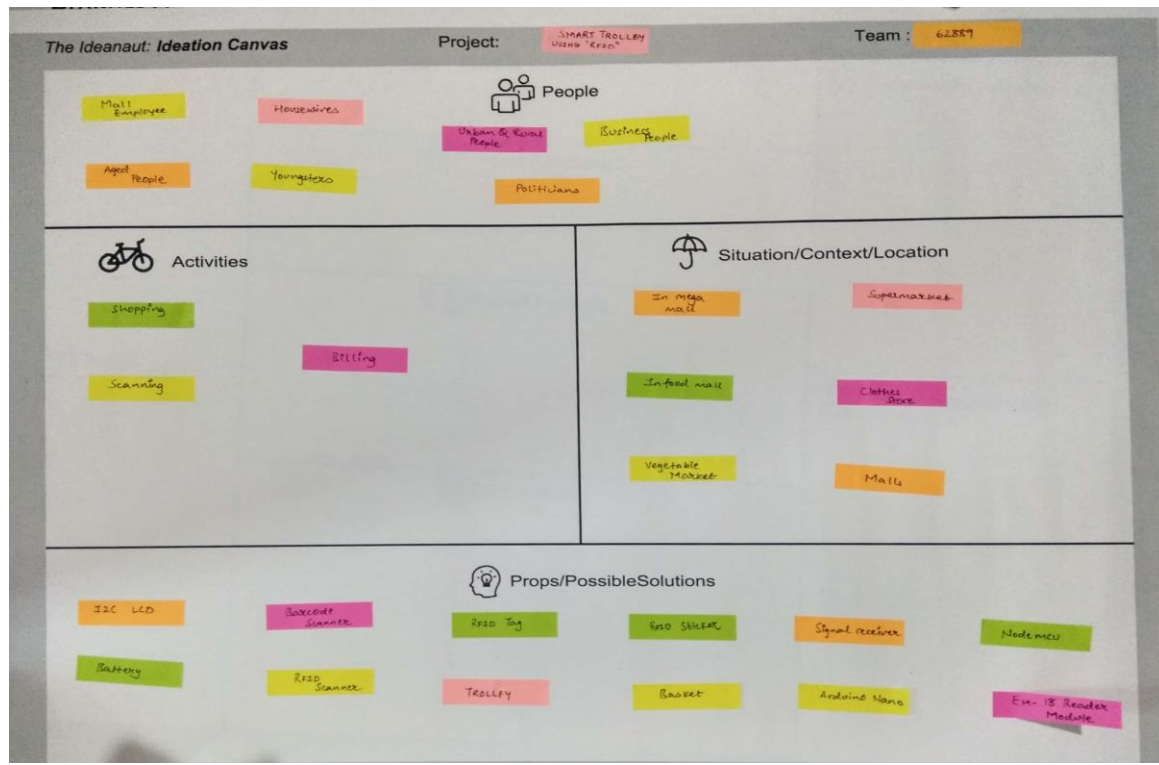 The Ideanaut: Ideation Canvas
Project:
SMART TROLLEY
USING "RFID"
Team :
62889
People
Mall
Employee
Housewives
Urban & Rural
People
Business
People
Aged
People
Youngsters
Politicians
Activities
Shopping
Billing
Scanning
Situation/Context/Location
In mega
mall
Supermarket
In food mall
Clothes
Store
Vegetable
Market
Mall
Props/PossibleSolutions
I2C LCD
Barcode
Scanner
RFID Tag
RFID Sticker
Signal receiver
Nodemcu
Battery
RFID
Scanner
TROLLEY
Basket
Arduino Nano
Em-18 Reader
Module